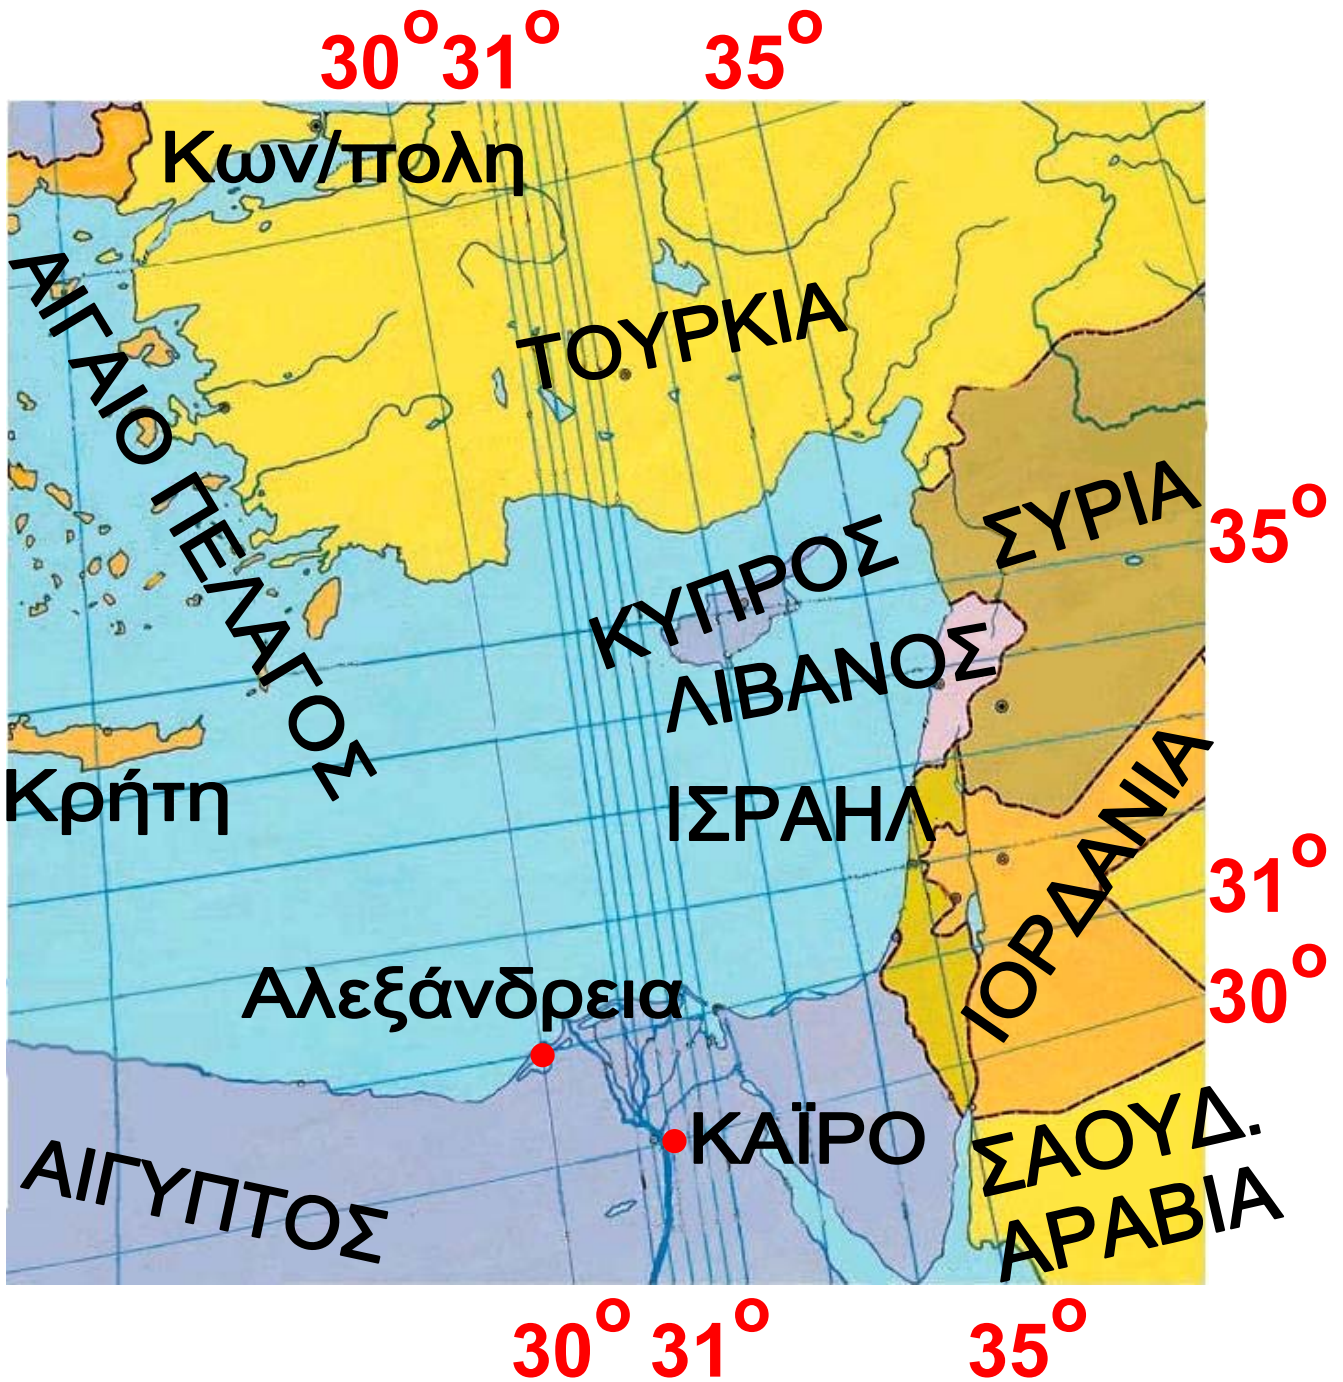 30° 31° 35°
Κων/πολη
ΑΙΓΑΙΟ ΠΕΛΑΓΟΣ
ΤΟΥΡΚΙΑ
ΣΥΡΙΑ
35°
ΚΥΠΡΟΣ
ΛΙΒΑΝΟΣ
Κρήτη
ΙΣΡΑΗΛ
ΙΟΡΔΑΝΙΑ
31°
30°
Αλεξάνδρεια
ΚΑΪΡΟ
ΑΙΓΥΠΤΟΣ
ΣΑΟΥΔ.
ΑΡΑΒΙΑ
30° 31° 35°